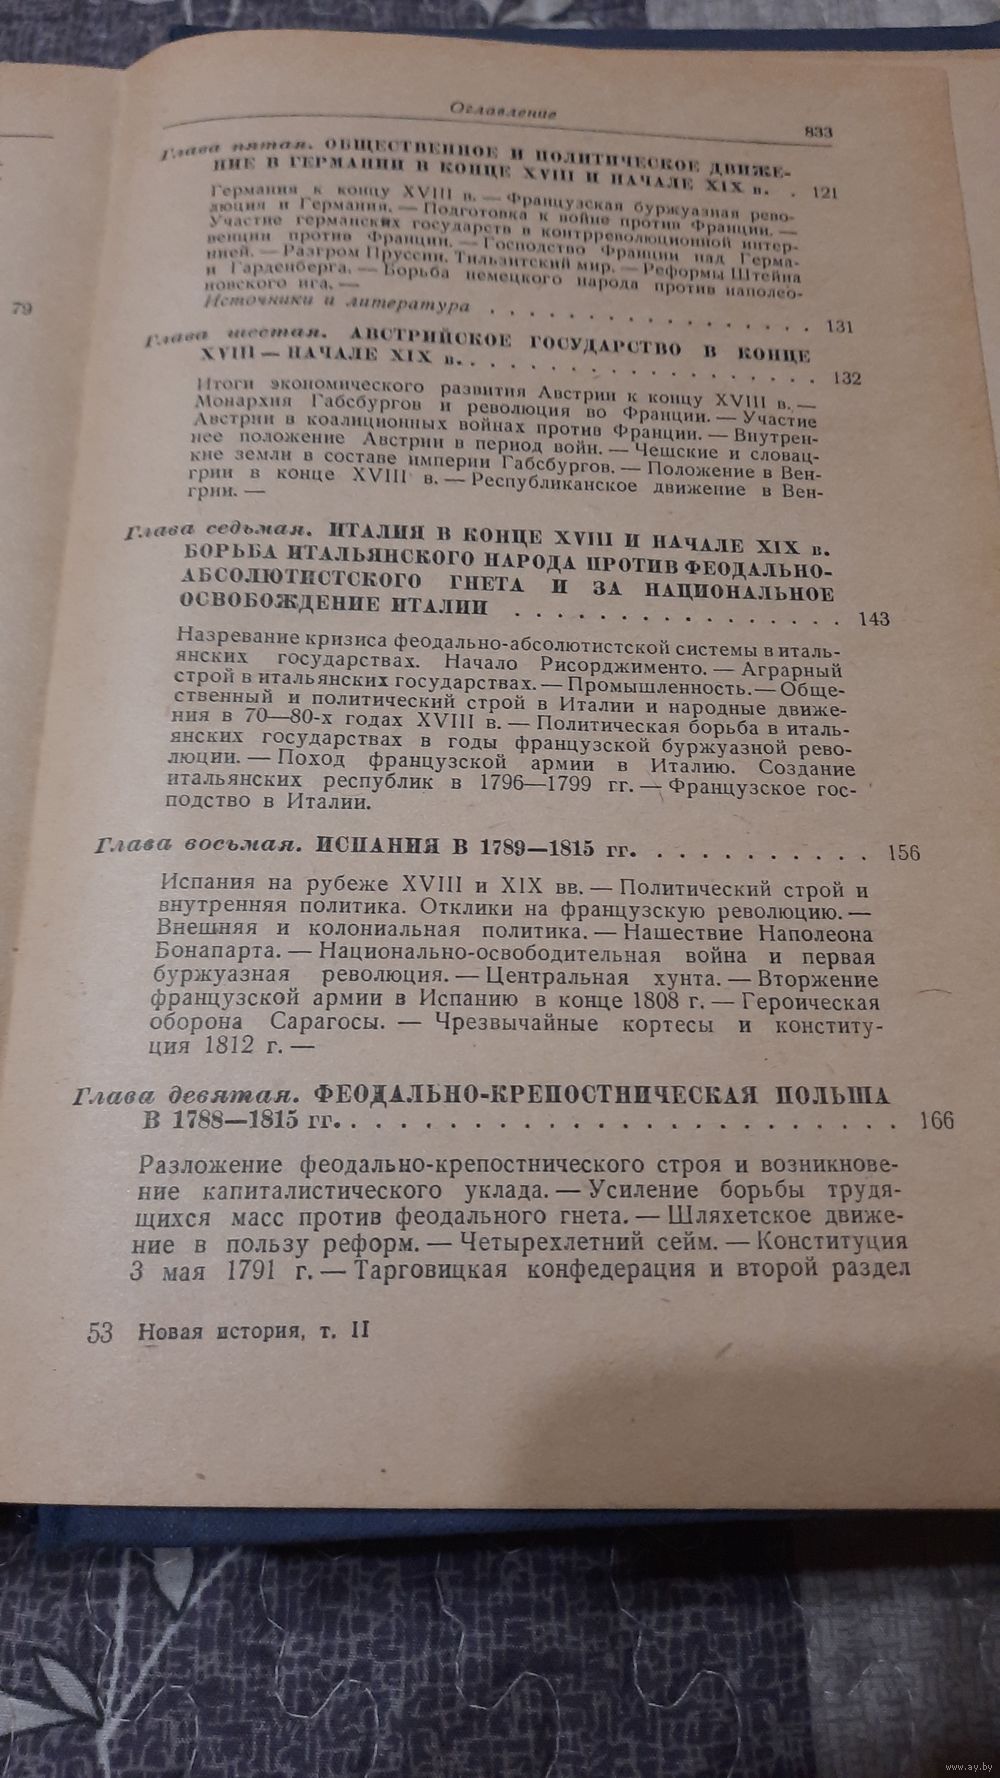 Оглавление
833
Глава пятая. ОБЩЕСТВЕННОЕ И ПОЛИТИЧЕСКОЕ ДВИЖЕ-
НИЕ В ГЕРМАНИИ В КОНЦЕ XVIII И НАЧАЛЕ XIX в. . 121
Германия к концу XVIII в. — Французская буржуазная рево-
люция и Германия. — Подготовка к войне против Франции. —
Участие германских государств в контрреволюционной интер-
венции против Франции. — Господство Франции над Герма-
нией. — Разгром Пруссии. Тильзитский мир. — Реформы Штейна
и Гарденберга. — Борьба немецкого народа против наполео-
новского ига. —
Источники и литература . . . . . . . . . . . . . . . . . 131
79
Глава шестая. АВСТРИЙСКОЕ ГОСУДАРСТВО В КОНЦЕ
XVIII — НАЧАЛЕ XIX в. . . . . . . . . . . . . . . . . . . 132
Итоги экономического развития Австрии к концу XVIII в. —
Монархия Габсбургов и революция во Франции. — Участие
Австрии в коалиционных войнах против Франции. — Внутрен-
нее положение Австрии в период войн. — Чешские и словац-
кие земли в составе империи Габсбургов. — Положение в Вен-
грии в конце XVIII в. — Республиканское движение в Вен-
грии. —
Глава седьмая. ИТАЛИЯ В КОНЦЕ XVIII И НАЧАЛЕ XIX в.
БОРЬБА ИТАЛЬЯНСКОГО НАРОДА ПРОТИВ ФЕОДАЛЬНО-
АБСОЛЮТИСТСКОГО ГНЕТА И ЗА НАЦИОНАЛЬНОЕ
ОСВОБОЖДЕНИЕ ИТАЛИИ . . . . . . . . . . . . . . . . 143
Назревание кризиса феодально-абсолютистской системы в италь-
янских государствах. Начало Рисорджименто. — Аграрный
строй в итальянских государствах. — Промышленность. — Обще-
ственный и политический строй в Италии и народные движе-
ния в 70—80-х годах XVIII в. — Политическая борьба в италь-
янских государствах в годы французской буржуазной рево-
люции. — Поход французской армии в Италию. Создание
итальянских республик в 1796—1799 гг. — Французское гос-
подство в Италии.
Глава восьмая. ИСПАНИЯ В 1789—1815 гг. . . . . . . . . . . 156
Испания на рубеже XVIII и XIX вв. — Политический строй и
внутренняя политика. Отклики на французскую революцию. —
Внешняя и колониальная политика. — Нашествие Наполеона
Бонапарта. — Национально-освободительная война и первая
буржуазная революция. — Центральная хунта. — Вторжение
французской армии в Испанию в конце 1808 г. — Героическая
оборона Сарагосы. — Чрезвычайные кортесы и конститу-
ция 1812 г. —
Глава девятая. ФЕОДАЛЬНО-КРЕПОСТНИЧЕСКАЯ ПОЛЬША
В 1788—1815 гг. . . . . . . . . . . . . . . . . . . . . . . 166
Разложение феодально-крепостнического строя и возникнове-
ние капиталистического уклада. — Усиление борьбы трудя-
щихся масс против феодального гнета. — Шляхетское движе-
ние в пользу реформ. — Четырехлетний сейм. — Конституция
3 мая 1791 г. — Тарговицкая конфедерация и второй раздел
53 Новая история, т. II
www.ay.by